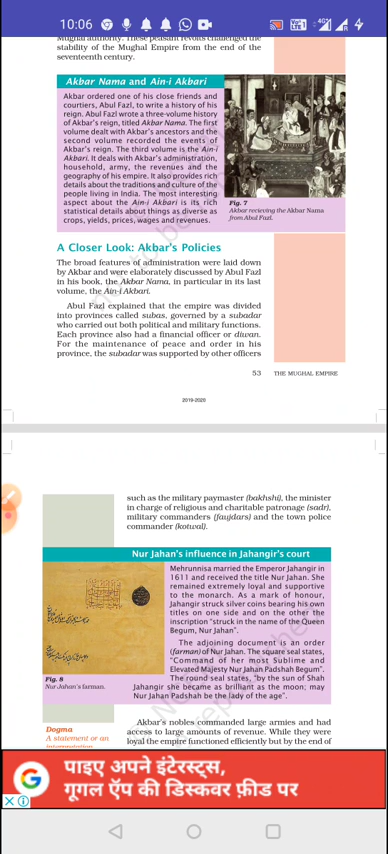 10:06
Mughal authority. These peasant revolts challenged the
stability of the Mughal Empire from the end of the
seventeenth century.
Akbar Nama and Ain-i Akbari
Akbar ordered one of his close friends and
courtiers, Abul Fazl, to write a history of his
reign. Abul Fazl wrote a three-volume history
of Akbar's reign, titled Akbar Nama. The first
volume dealt with Akbar's ancestors and the
second volume recorded the events of
Akbar's reign. The third volume is the Ain-i
Akbari. It deals with Akbar's administration,
household, army, the revenues and the
geography of his empire. It also provides rich
details about the traditions and culture of the
people living in India. The most interesting
aspect about the Ain-i Akbari is its rich
statistical details about things as diverse as
crops, yields, prices, wages and revenues.
Fig. 7
Akbar recieving the Akbar Nama
from Abul Fazl.
A Closer Look: Akbar's Policies
The broad features of administration were laid down
by Akbar and were elaborately discussed by Abul Fazl
in his book, the Akbar Nama, in particular in its last
volume, the Ain-i Akbari.
Abul Fazl explained that the empire was divided
into provinces called subas, governed by a subadar
who carried out both political and military functions.
Each province also had a financial officer or diwan.
For the maintenance of peace and order in his
province, the subadar was supported by other officers
53 THE MUGHAL EMPIRE
2019-2020
such as the military paymaster (bakhshi), the minister
in charge of religious and charitable patronage (sadr),
military commanders (faujdars) and the town police
commander (kotwal).
Nur Jahan's influence in Jahangir's court
Mehrunnisa married the Emperor Jahangir in
1611 and received the title Nur Jahan. She
remained extremely loyal and supportive
to the monarch. As a mark of honour,
Jahangir struck silver coins bearing his own
titles on one side and on the other the
inscription "struck in the name of the Queen
Begum, Nur Jahan".
The adjoining document is an order
(farman) of Nur Jahan. The square seal states,
"Command of her most Sublime and
Elevated Majesty Nur Jahan Padshah Begum".
The round seal states, "by the sun of Shah
Jahangir she became as brilliant as the moon; may
Nur Jahan Padshah be the lady of the age".
Fig. 8
Nur Jahan's farman.
Akbar's nobles commanded large armies and had
access to large amounts of revenue. While they were
loyal the empire functioned efficiently but by the end of
Dogma
A statement or an
interpretation
पाइए अपने इंटरेस्ट्स,
गूगल ऍप की डिस्कवर फ़ीड पर